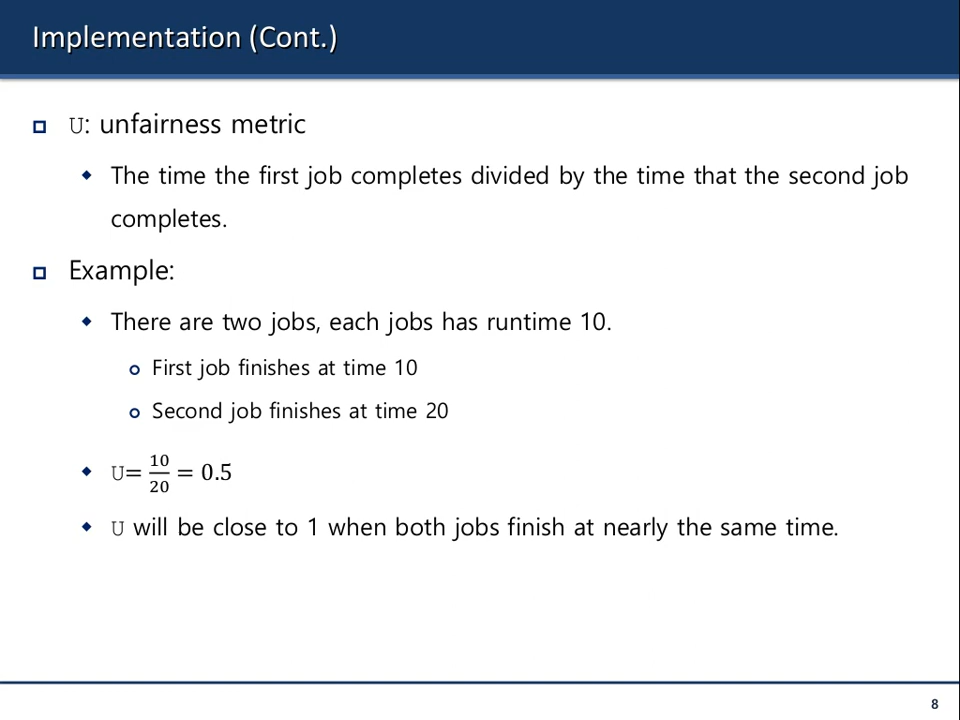 Implementation (Cont.)
U: unfairness metric
The time the first job completes divided by the time that the second job
completes.
Example:
There are two jobs, each jobs has runtime 10.
First job finishes at time 10
Second job finishes at time 20
U= 10/20 = 0.5
U will be close to 1 when both jobs finish at nearly the same time.
8